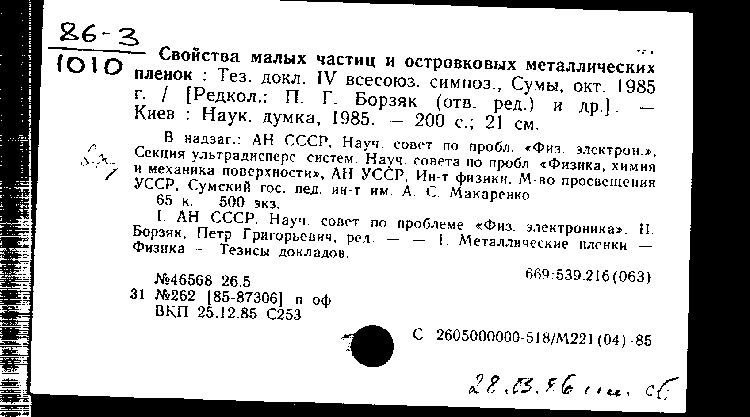 86-3
1010
Свойства малых частиц и островковых металлических
пленок : Тез. докл. IV всесоюз. симпоз., Сумы, окт. 1985
г. / [Редкол.: П. Г. Борзяк (отв. ред.) и др.]. —
Киев : Наук. думка, 1985. — 200 с.; 21 см.
В надзаг.: АН СССР, Науч. совет по пробл. «Физ. электрон.»,
Секция ультрадисперс систем. Науч. совета по пробл «Физика, химия
и механика поверхности», АН УССР, Ин-т физики, М-во просвещения
УССР, Сумский гос. пед. ин-т им. А. С. Макаренко
65 к. 500 экз.
I. АН СССР. Науч. совет по проблеме «Физ. электроника». II.
Борзяк, Петр Григорьевич, ред. — — 1. Металлические пленки —
Физика — Тезисы докладов.
669:539.216(063)
№46568 26.5
31 №262 [85-87306] п оф
ВКП 25.12.85 С253
С 2605000000-518/М221(04)-85
28.03.86